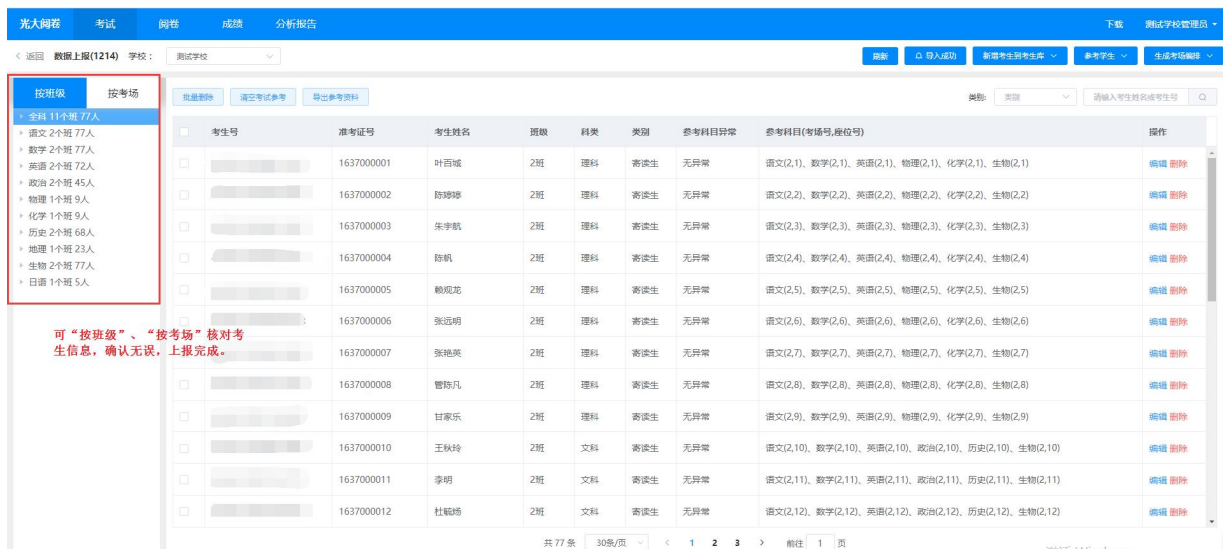 光大阅卷 考试 阅卷 成绩 分析报告 下载 测试学校管理员
< 返回 数据上报(1214) 学校： 测试学校 刷新 导入成功 新增考生到考生库 参考学生 生成考场编排
按班级 按考场
全科 11个班 77人
语文 2个班 77人
数学 2个班 77人
英语 2个班 72人
政治 2个班 45人
物理 1个班 9人
化学 1个班 9人
历史 2个班 68人
地理 1个班 23人
生物 2个班 77人
日语 1个班 5人
可“按班级”、“按考场”核对考
生信息，确认无误，上报完成。
批量删除 清空考试参考 导出参考资料 类别: 类别 请输入考生姓名或考生号
考生号 准考证号 考生姓名 班级 科类 类别 参考科目异常 参考科目(考场号,座位号) 操作
1637000001 叶百城 2班 理科 寄读生 无异常 语文(2,1)、数学(2,1)、英语(2,1)、物理(2,1)、化学(2,1)、生物(2,1) 编辑 删除
1637000002 陈婷婷 2班 理科 寄读生 无异常 语文(2,2)、数学(2,2)、英语(2,2)、物理(2,2)、化学(2,2)、生物(2,2) 编辑 删除
1637000003 朱宇航 2班 理科 寄读生 无异常 语文(2,3)、数学(2,3)、英语(2,3)、物理(2,3)、化学(2,3)、生物(2,3) 编辑 删除
1637000004 陈帆 2班 理科 寄读生 无异常 语文(2,4)、数学(2,4)、英语(2,4)、物理(2,4)、化学(2,4)、生物(2,4) 编辑 删除
1637000005 赖观龙 2班 理科 寄读生 无异常 语文(2,5)、数学(2,5)、英语(2,5)、物理(2,5)、化学(2,5)、生物(2,5) 编辑 删除
1637000006 张远明 2班 理科 寄读生 无异常 语文(2,6)、数学(2,6)、英语(2,6)、物理(2,6)、化学(2,6)、生物(2,6) 编辑 删除
1637000007 张艳英 2班 理科 寄读生 无异常 语文(2,7)、数学(2,7)、英语(2,7)、物理(2,7)、化学(2,7)、生物(2,7) 编辑 删除
1637000008 管陈凡 2班 理科 寄读生 无异常 语文(2,8)、数学(2,8)、英语(2,8)、物理(2,8)、化学(2,8)、生物(2,8) 编辑 删除
1637000009 甘家乐 2班 理科 寄读生 无异常 语文(2,9)、数学(2,9)、英语(2,9)、物理(2,9)、化学(2,9)、生物(2,9) 编辑 删除
1637000010 王秋玲 2班 文科 寄读生 无异常 语文(2,10)、数学(2,10)、英语(2,10)、政治(2,10)、历史(2,10)、生物(2,10) 编辑 删除
1637000011 李明 2班 文科 寄读生 无异常 语文(2,11)、数学(2,11)、英语(2,11)、政治(2,11)、历史(2,11)、生物(2,11) 编辑 删除
1637000012 杜毓炀 2班 文科 寄读生 无异常 语文(2,12)、数学(2,12)、英语(2,12)、政治(2,12)、历史(2,12)、生物(2,12) 编辑 删除
共 77 条 30条/页 < 1 2 3 > 前往 1 页